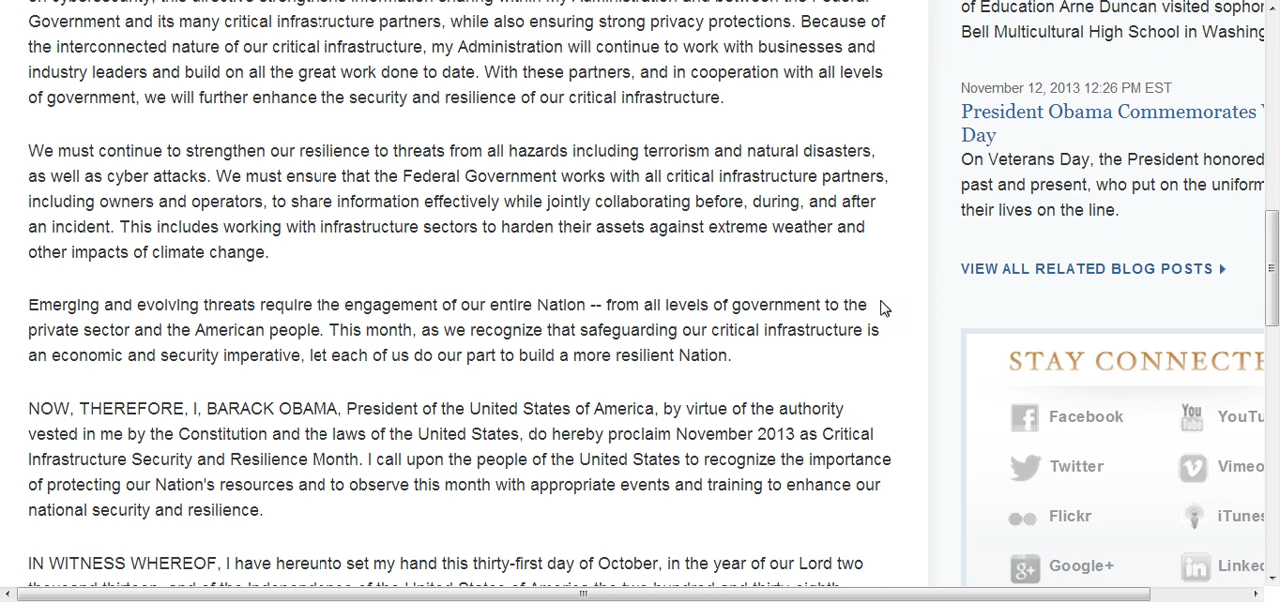 Government and its many critical infrastructure partners, while also ensuring strong privacy protections. Because of
the interconnected nature of our critical infrastructure, my Administration will continue to work with businesses and
industry leaders and build on all the great work done to date. With these partners, and in cooperation with all levels
of government, we will further enhance the security and resilience of our critical infrastructure.
We must continue to strengthen our resilience to threats from all hazards including terrorism and natural disasters,
as well as cyber attacks. We must ensure that the Federal Government works with all critical infrastructure partners,
including owners and operators, to share information effectively while jointly collaborating before, during, and after
an incident. This includes working with infrastructure sectors to harden their assets against extreme weather and
other impacts of climate change.
Emerging and evolving threats require the engagement of our entire Nation -- from all levels of government to the
private sector and the American people. This month, as we recognize that safeguarding our critical infrastructure is
an economic and security imperative, let each of us do our part to build a more resilient Nation.
NOW, THEREFORE, I, BARACK OBAMA, President of the United States of America, by virtue of the authority
vested in me by the Constitution and the laws of the United States, do hereby proclaim November 2013 as Critical
Infrastructure Security and Resilience Month. I call upon the people of the United States to recognize the importance
of protecting our Nation's resources and to observe this month with appropriate events and training to enhance our
national security and resilience.
IN WITNESS WHEREOF, I have hereunto set my hand this thirty-first day of October, in the year of our Lord two
of Education Arne Duncan visited sophor
Bell Multicultural High School in Washing
November 12, 2013 12:26 PM EST
President Obama Commemorates
Day
On Veterans Day, the President honored
past and present, who put on the uniform
their lives on the line.
VIEW ALL RELATED BLOG POSTS
STAY CONNECTE
Facebook
YouTu
Twitter
Vimeo
Flickr
iTunes
Google+
Linked